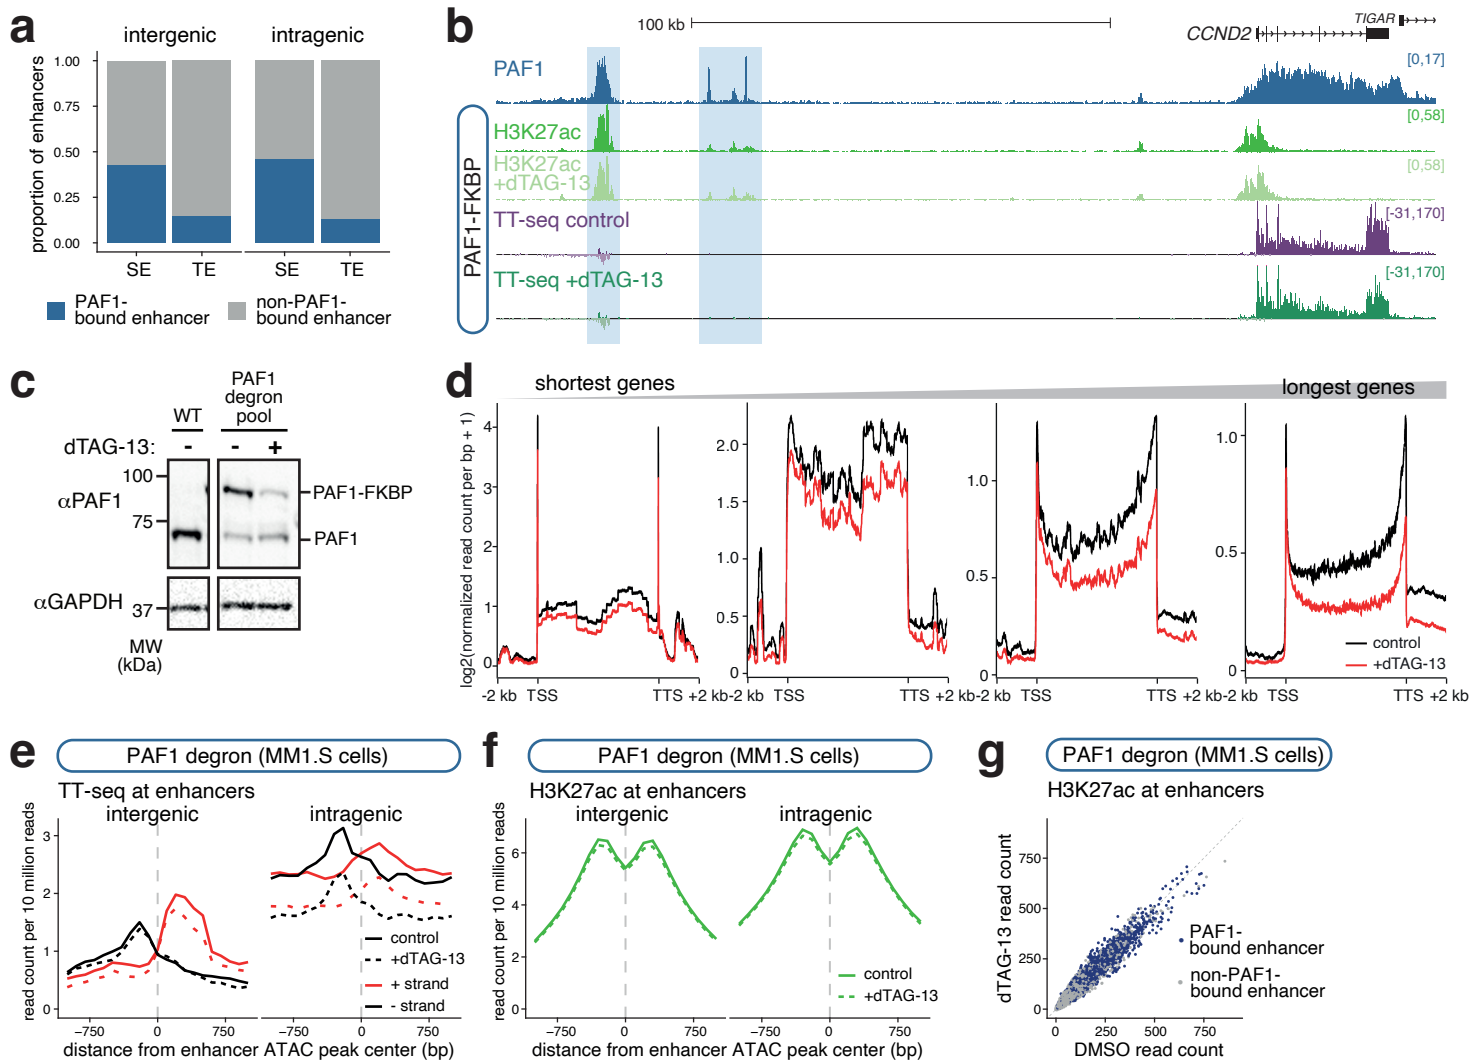 a
intergenic
intragenic
proportion of enhancers
1.00
0.75
0.50
0.25
0.00
SE
TE
SE
TE
PAF1-
bound enhancer
non-PAF1-
bound enhancer
b
100 kb
TIGAR
CCND2
PAF1-FKBP
PAF1
[0,17]
H3K27ac
[0,58]
H3K27ac
+dTAG-13
[0,58]
TT-seq control
[-31,170]
TT-seq +dTAG-13
[-31,170]
c
WT
PAF1
degron
pool
dTAG-13:
-
-
+
αPAF1
100
75
PAF1-FKBP
PAF1
αGAPDH
37
MW
(kDa)
d
shortest genes
longest genes
log2(normalized read count per bp + 1)
4
3
2
1
0
-2 kb
TSS
TTS
+2 kb
2.0
1.5
1.0
0.5
0
-2 kb
TSS
TTS
+2 kb
1.0
0.5
0
-2 kb
TSS
TTS
+2 kb
1.0
0.5
0
-2 kb
TSS
TTS
+2 kb
control
+dTAG-13
e
PAF1 degron (MM1.S cells)
TT-seq at enhancers
intergenic
intragenic
read count per 10 million reads
3
2
1
0
control
+dTAG-13
+ strand
- strand
−750
0
750
−750
0
750
distance from enhancer ATAC peak center (bp)
f
PAF1 degron (MM1.S cells)
H3K27ac at enhancers
intergenic
intragenic
read count per 10 million reads
6
4
2
0
control
+dTAG-13
−750
0
750
−750
0
750
distance from enhancer ATAC peak center (bp)
g
PAF1 degron (MM1.S cells)
H3K27ac at enhancers
dTAG-13 read count
750
500
250
0
PAF1-
bound enhancer
non-PAF1-
bound enhancer
0
250
500
750
DMSO read count